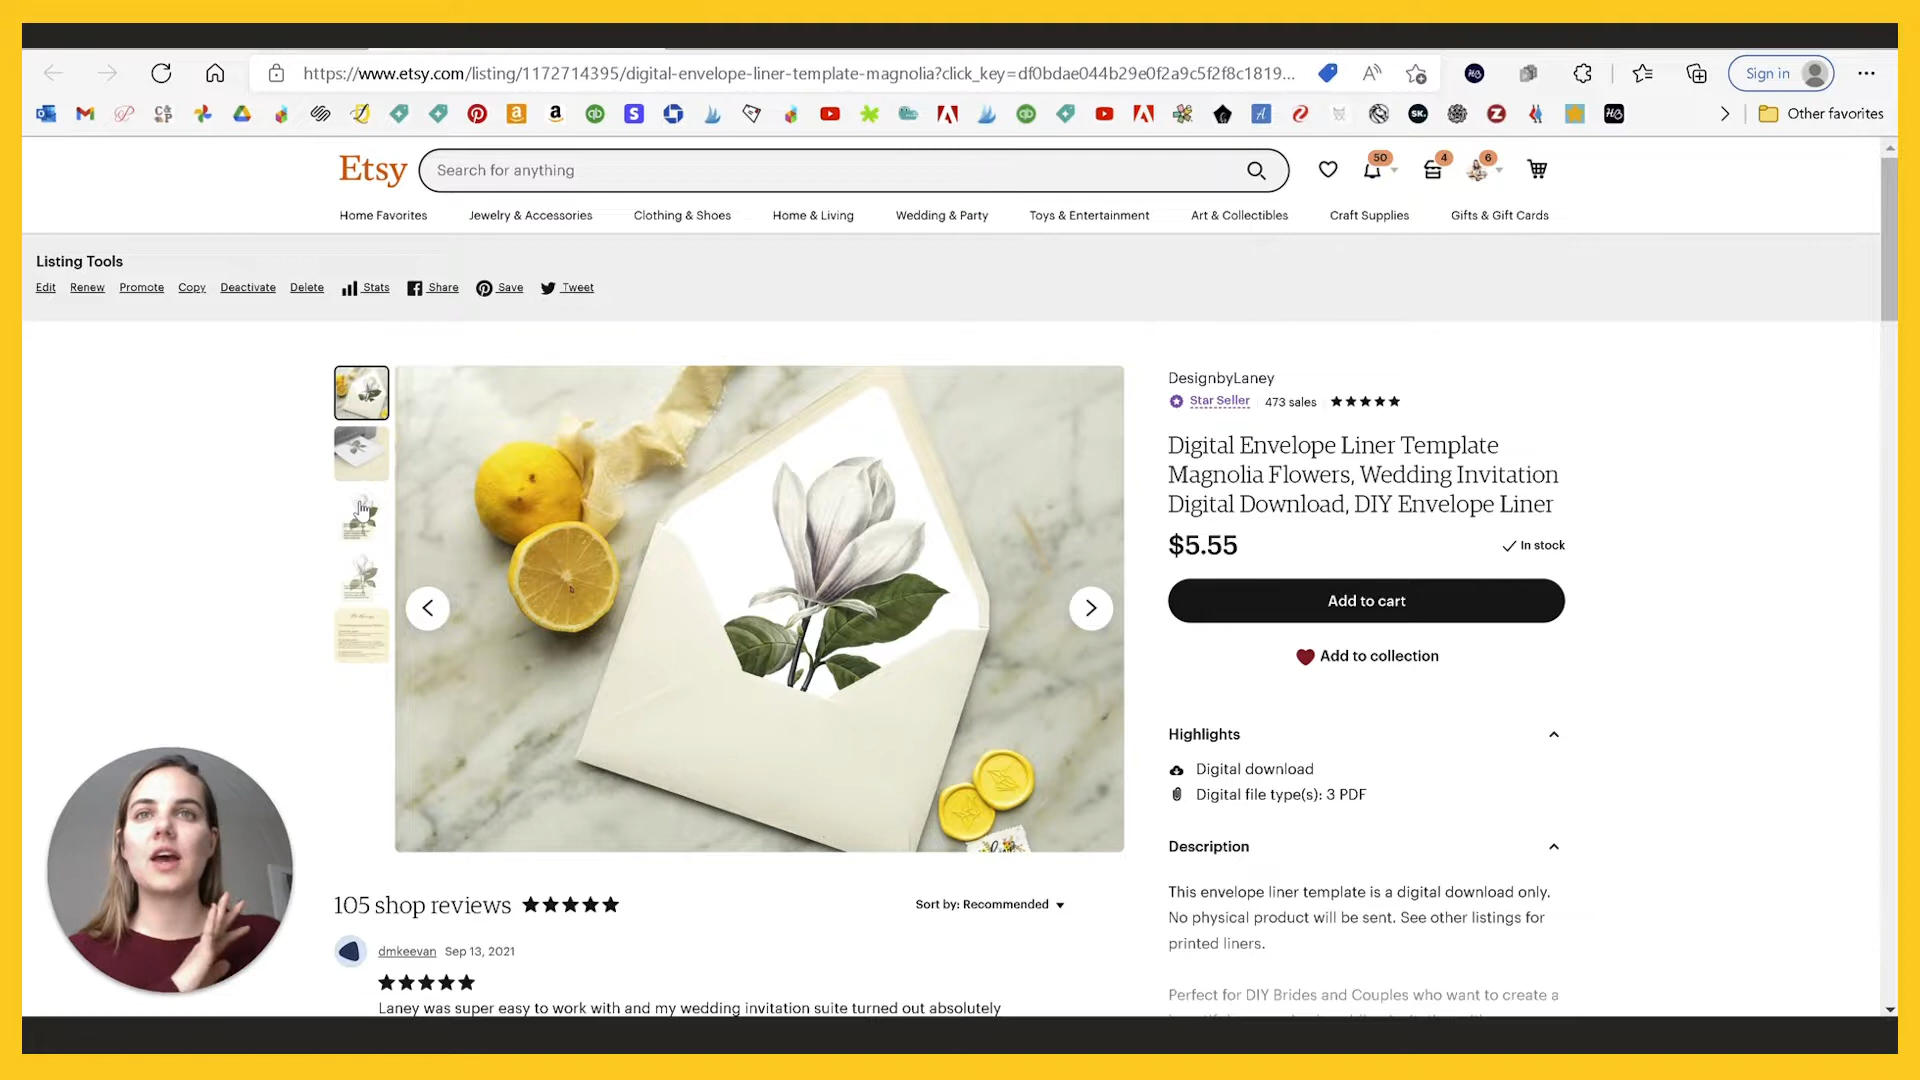 https://www.etsy.com/listing/1172714395/digital-envelope-liner-template-magnolia?click_key=df0bdae044b29e0f2a9c5f2f8c1819...
Sign in
Other favorites
Etsy
Search for anything
50
4
6
Home Favorites
Jewelry & Accessories
Clothing & Shoes
Home & Living
Wedding & Party
Toys & Entertainment
Art & Collectibles
Craft Supplies
Gifts & Gift Cards
Listing Tools
Edit
Renew
Promote
Copy
Deactivate
Delete
Stats
Share
Save
Tweet
DesignbyLaney
Star Seller
473 sales
Digital Envelope Liner Template
Magnolia Flowers, Wedding Invitation
Digital Download, DIY Envelope Liner
$5.55
In stock
Add to cart
Add to collection
Highlights
Digital download
Digital file type(s): 3 PDF
Description
This envelope liner template is a digital download only.
No physical product will be sent. See other listings for
printed liners.
Perfect for DIY Brides and Couples who want to create a
105 shop reviews
Sort by: Recommended
dmkeevan
Sep 13, 2021
Laney was super easy to work with and my wedding invitation suite turned out absolutely